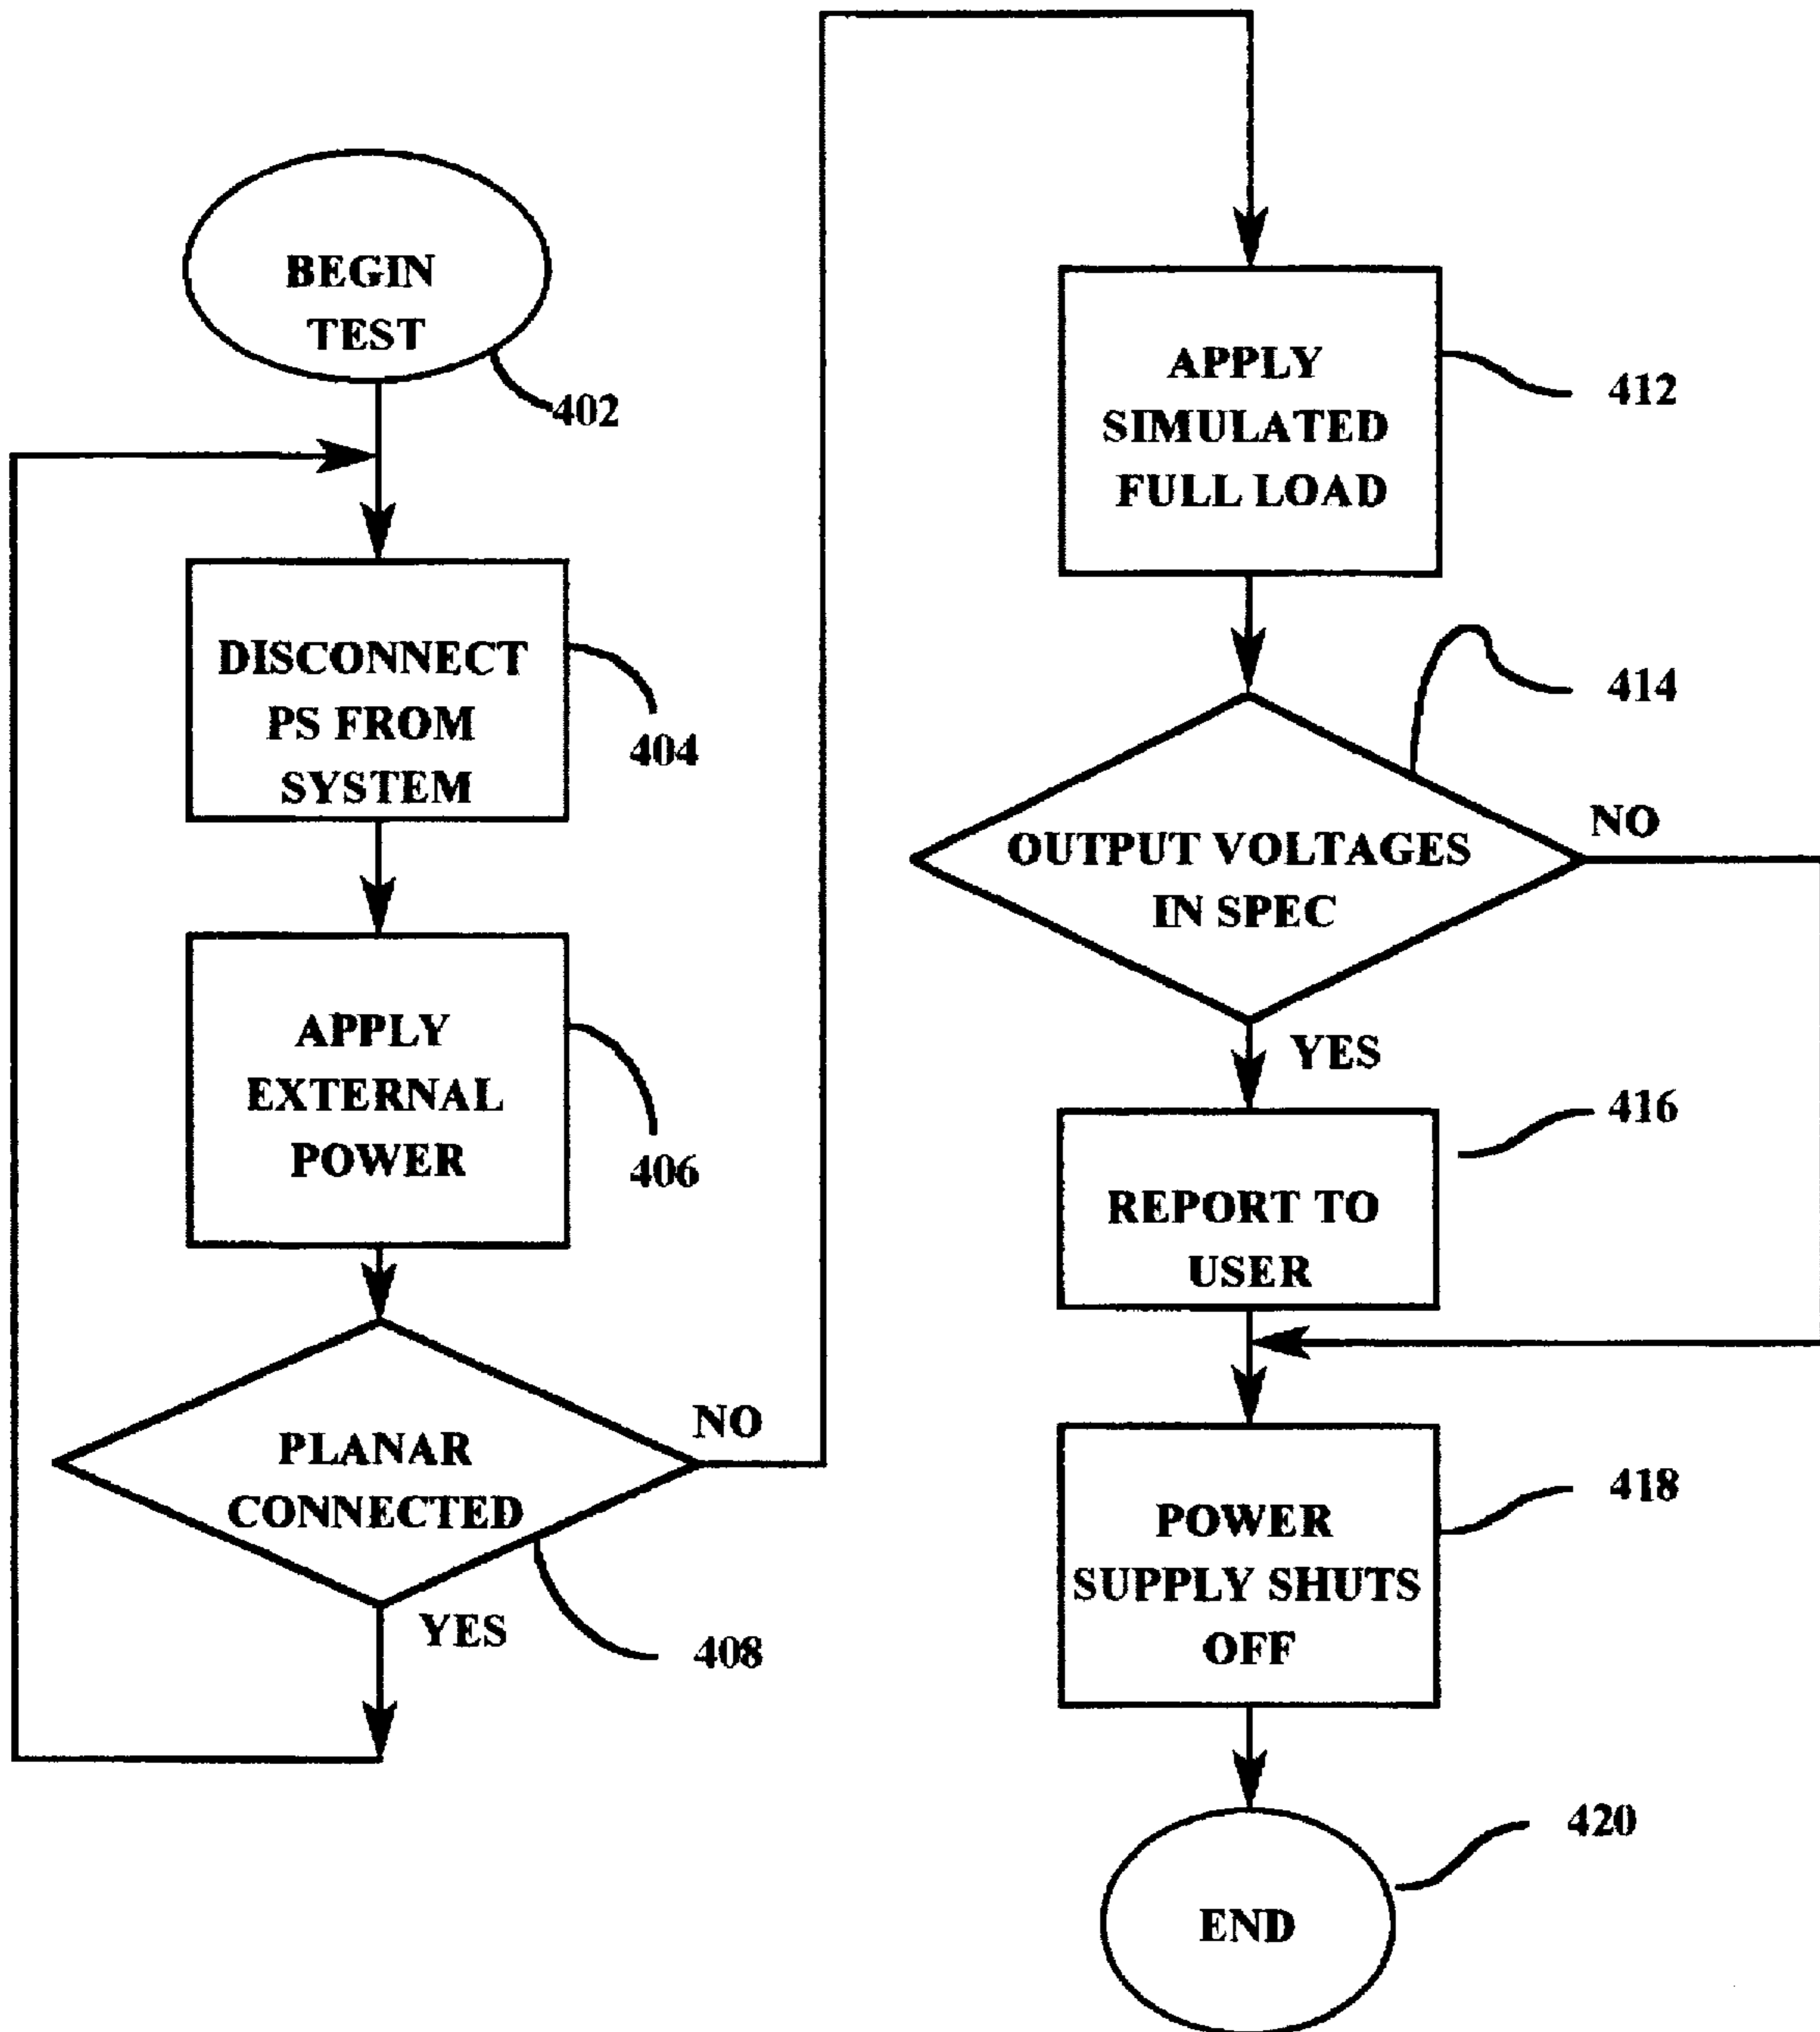 BEGIN
TEST
402
DISCONNECT
PS FROM
SYSTEM
404
APPLY
EXTERNAL
POWER
406
PLANAR
CONNECTED
NO
YES
408
APPLY
SIMULATED
FULL LOAD
412
414
OUTPUT VOLTAGES
IN SPEC
NO
YES
416
REPORT TO
USER
POWER
SUPPLY SHUTS
OFF
418
END
420